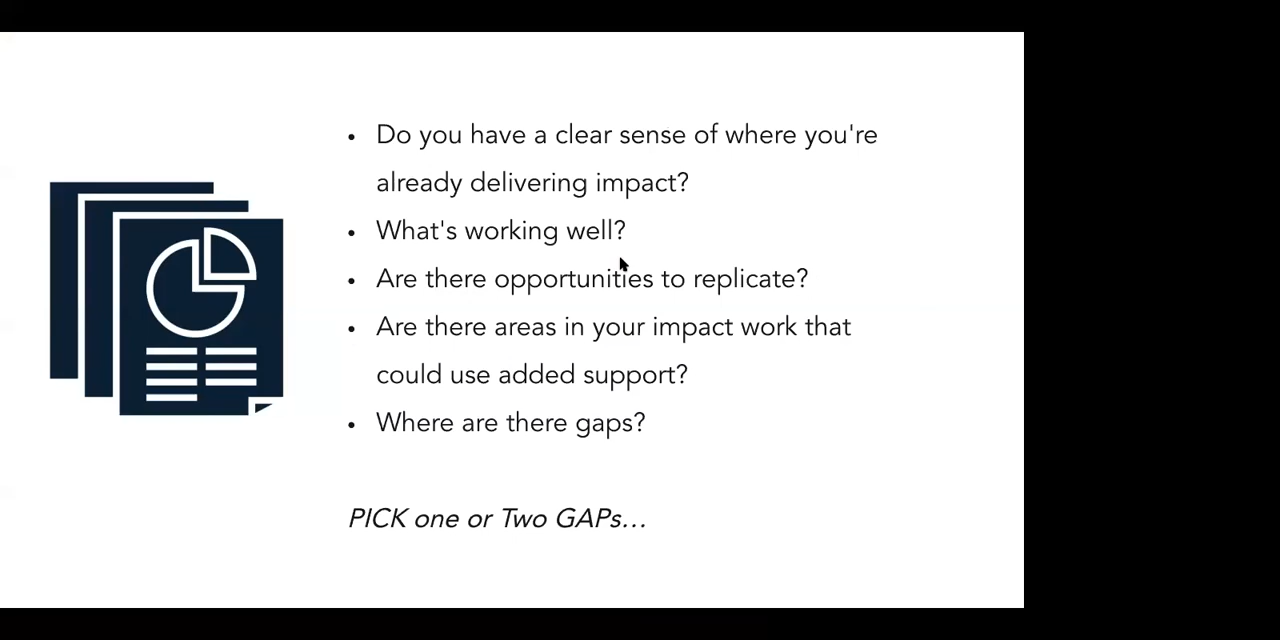 • Do you have a clear sense of where you're
already delivering impact?
• What's working well?
• Are there opportunities to replicate?
• Are there areas in your impact work that
could use added support?
• Where are there gaps?
PICK one or Two GAPs…